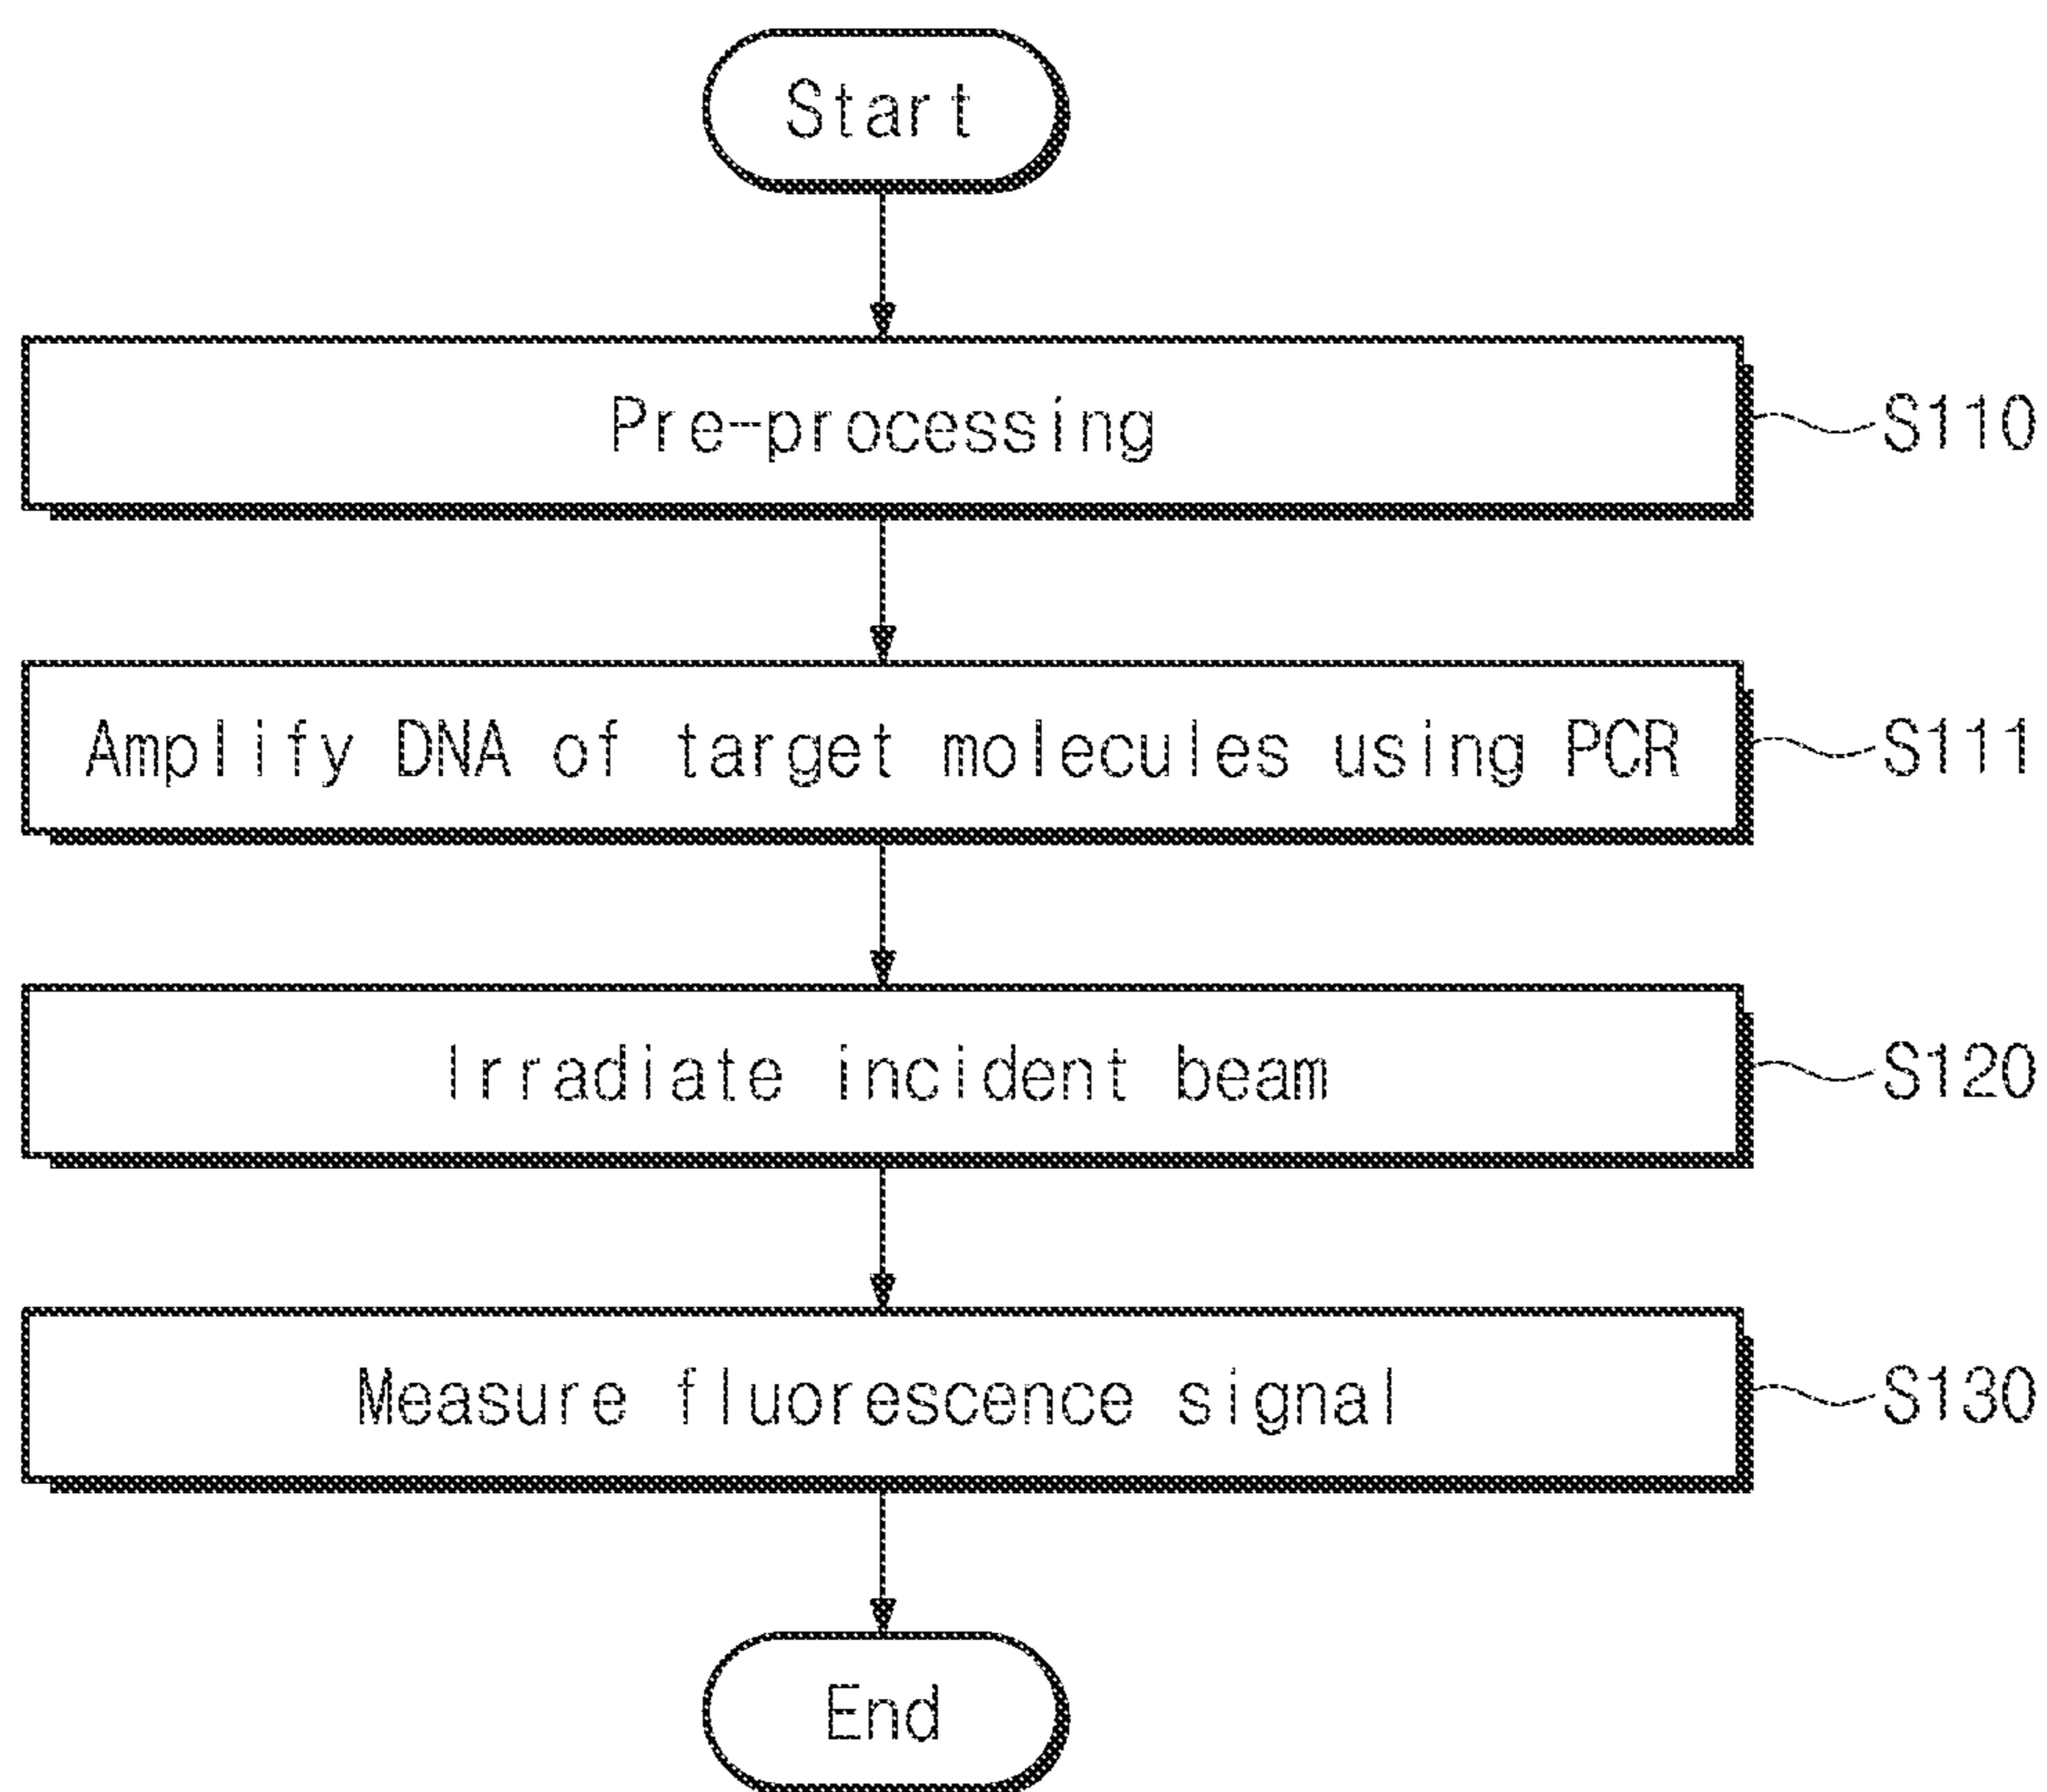 Start
Pre-processing
S110
Amplify DNA of target molecules using PCR
S111
Irradiate incident beam
S120
Measure fluorescence signal
S130
End